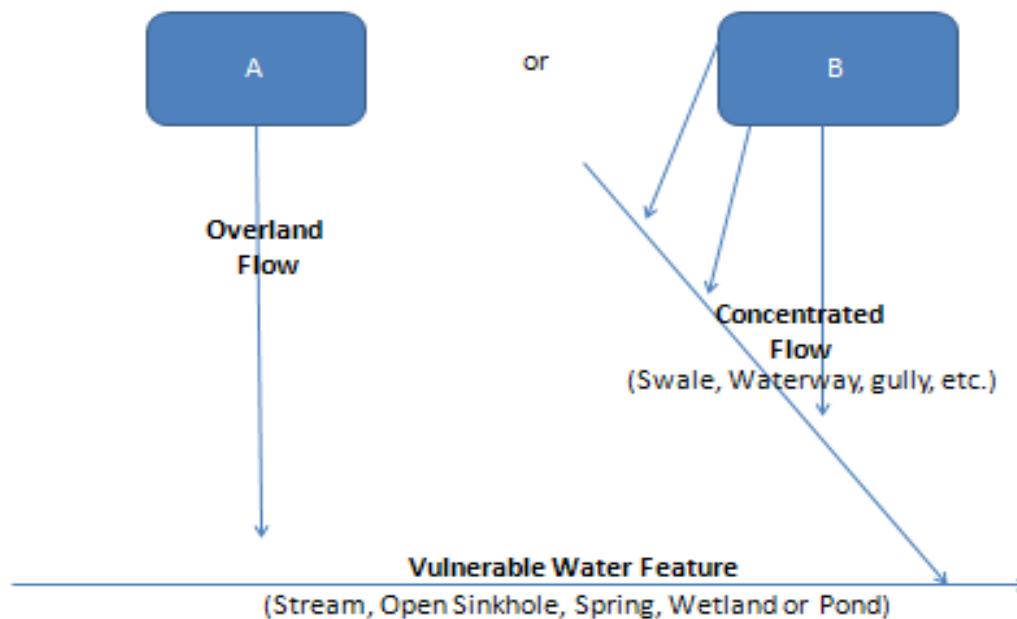 A
or
B
Overland
Flow
Concentrated
Flow
(Swale, Waterway, gully, etc.)
Vulnerable Water Feature
(Stream, Open Sinkhole, Spring, Wetland or Pond)